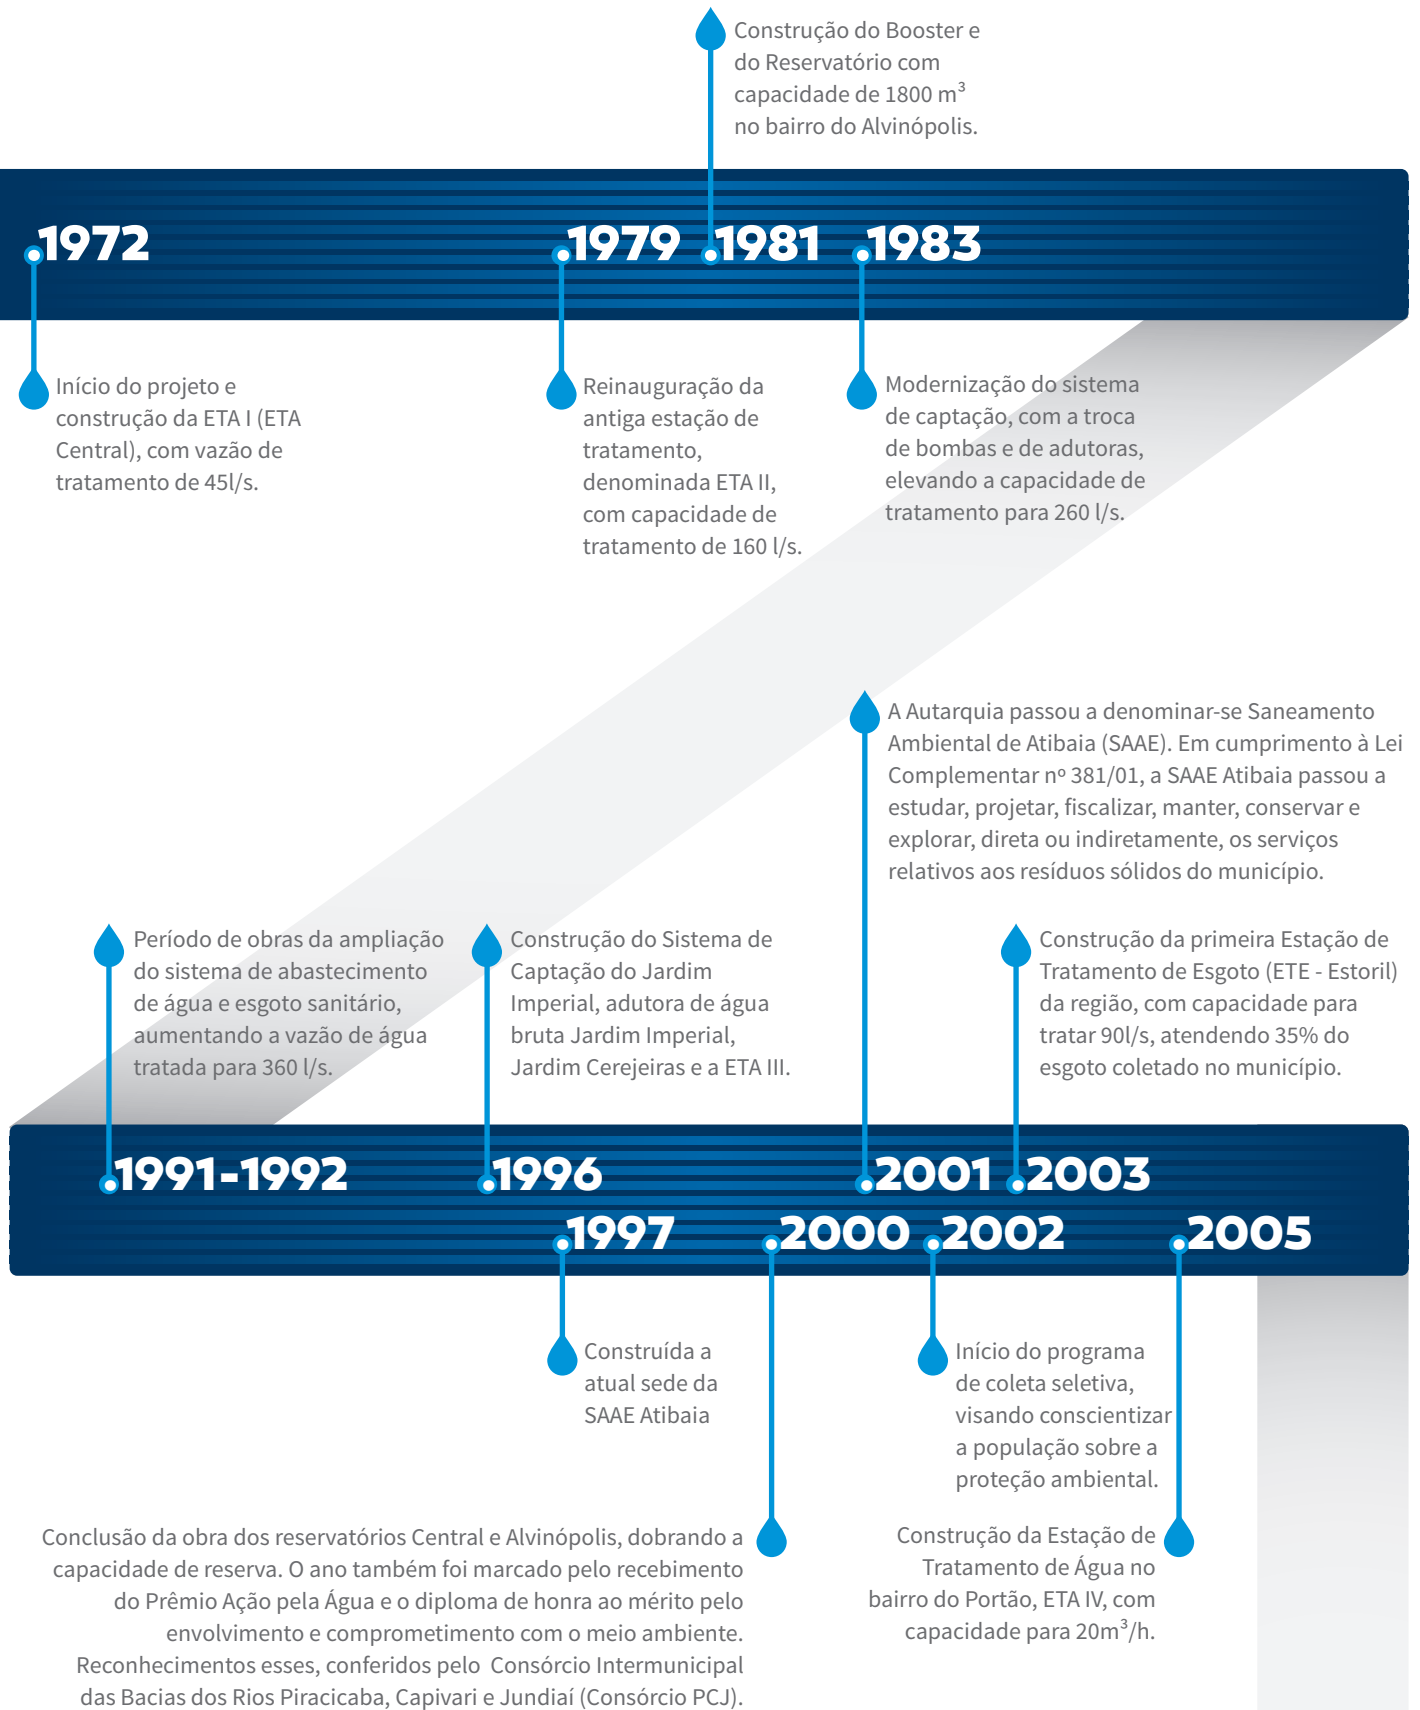 Construção do Booster e
do Reservatório com
capacidade de 1800 m³
no bairro do Alvinópolis.
1972
1979
1981
1983
Início do projeto e
construção da ETA I (ETA
Central), com vazão de
tratamento de 45l/s.
Reinauguração da
antiga estação de
tratamento,
denominada ETA II,
com capacidade de
tratamento de 160 l/s.
Modernização do sistema
de captação, com a troca
de bombas e de adutoras,
elevando a capacidade de
tratamento para 260 l/s.
A Autarquia passou a denominar-se Saneamento
Ambiental de Atibaia (SAAE). Em cumprimento à Lei
Complementar nº 381/01, a SAAE Atibaia passou a
estudar, projetar, fiscalizar, manter, conservar e
explorar, direta ou indiretamente, os serviços
relativos aos resíduos sólidos do município.
Período de obras da ampliação
do sistema de abastecimento
de água e esgoto sanitário,
aumentando a vazão de água
tratada para 360 l/s.
Construção do Sistema de
Captação do Jardim
Imperial, adutora de água
bruta Jardim Imperial,
Jardim Cerejeiras e a ETA III.
Construção da primeira Estação de
Tratamento de Esgoto (ETE - Estoril)
da região, com capacidade para
tratar 90l/s, atendendo 35% do
esgoto coletado no município.
1991-1992
1996
2001
2003
1997
2000
2002
2005
Construída a
atual sede da
SAAE Atibaia
Início do programa
de coleta seletiva,
visando conscientizar
a população sobre a
proteção ambiental.
Conclusão da obra dos reservatórios Central e Alvinópolis, dobrando a
capacidade de reserva. O ano também foi marcado pelo recebimento
do Prêmio Ação pela Água e o diploma de honra ao mérito pelo
envolvimento e comprometimento com o meio ambiente.
Reconhecimentos esses, conferidos pelo Consórcio Intermunicipal
das Bacias dos Rios Piracicaba, Capivari e Jundiaí (Consórcio PCJ).
Construção da Estação de
Tratamento de Água no
bairro do Portão, ETA IV, com
capacidade para 20m³/h.